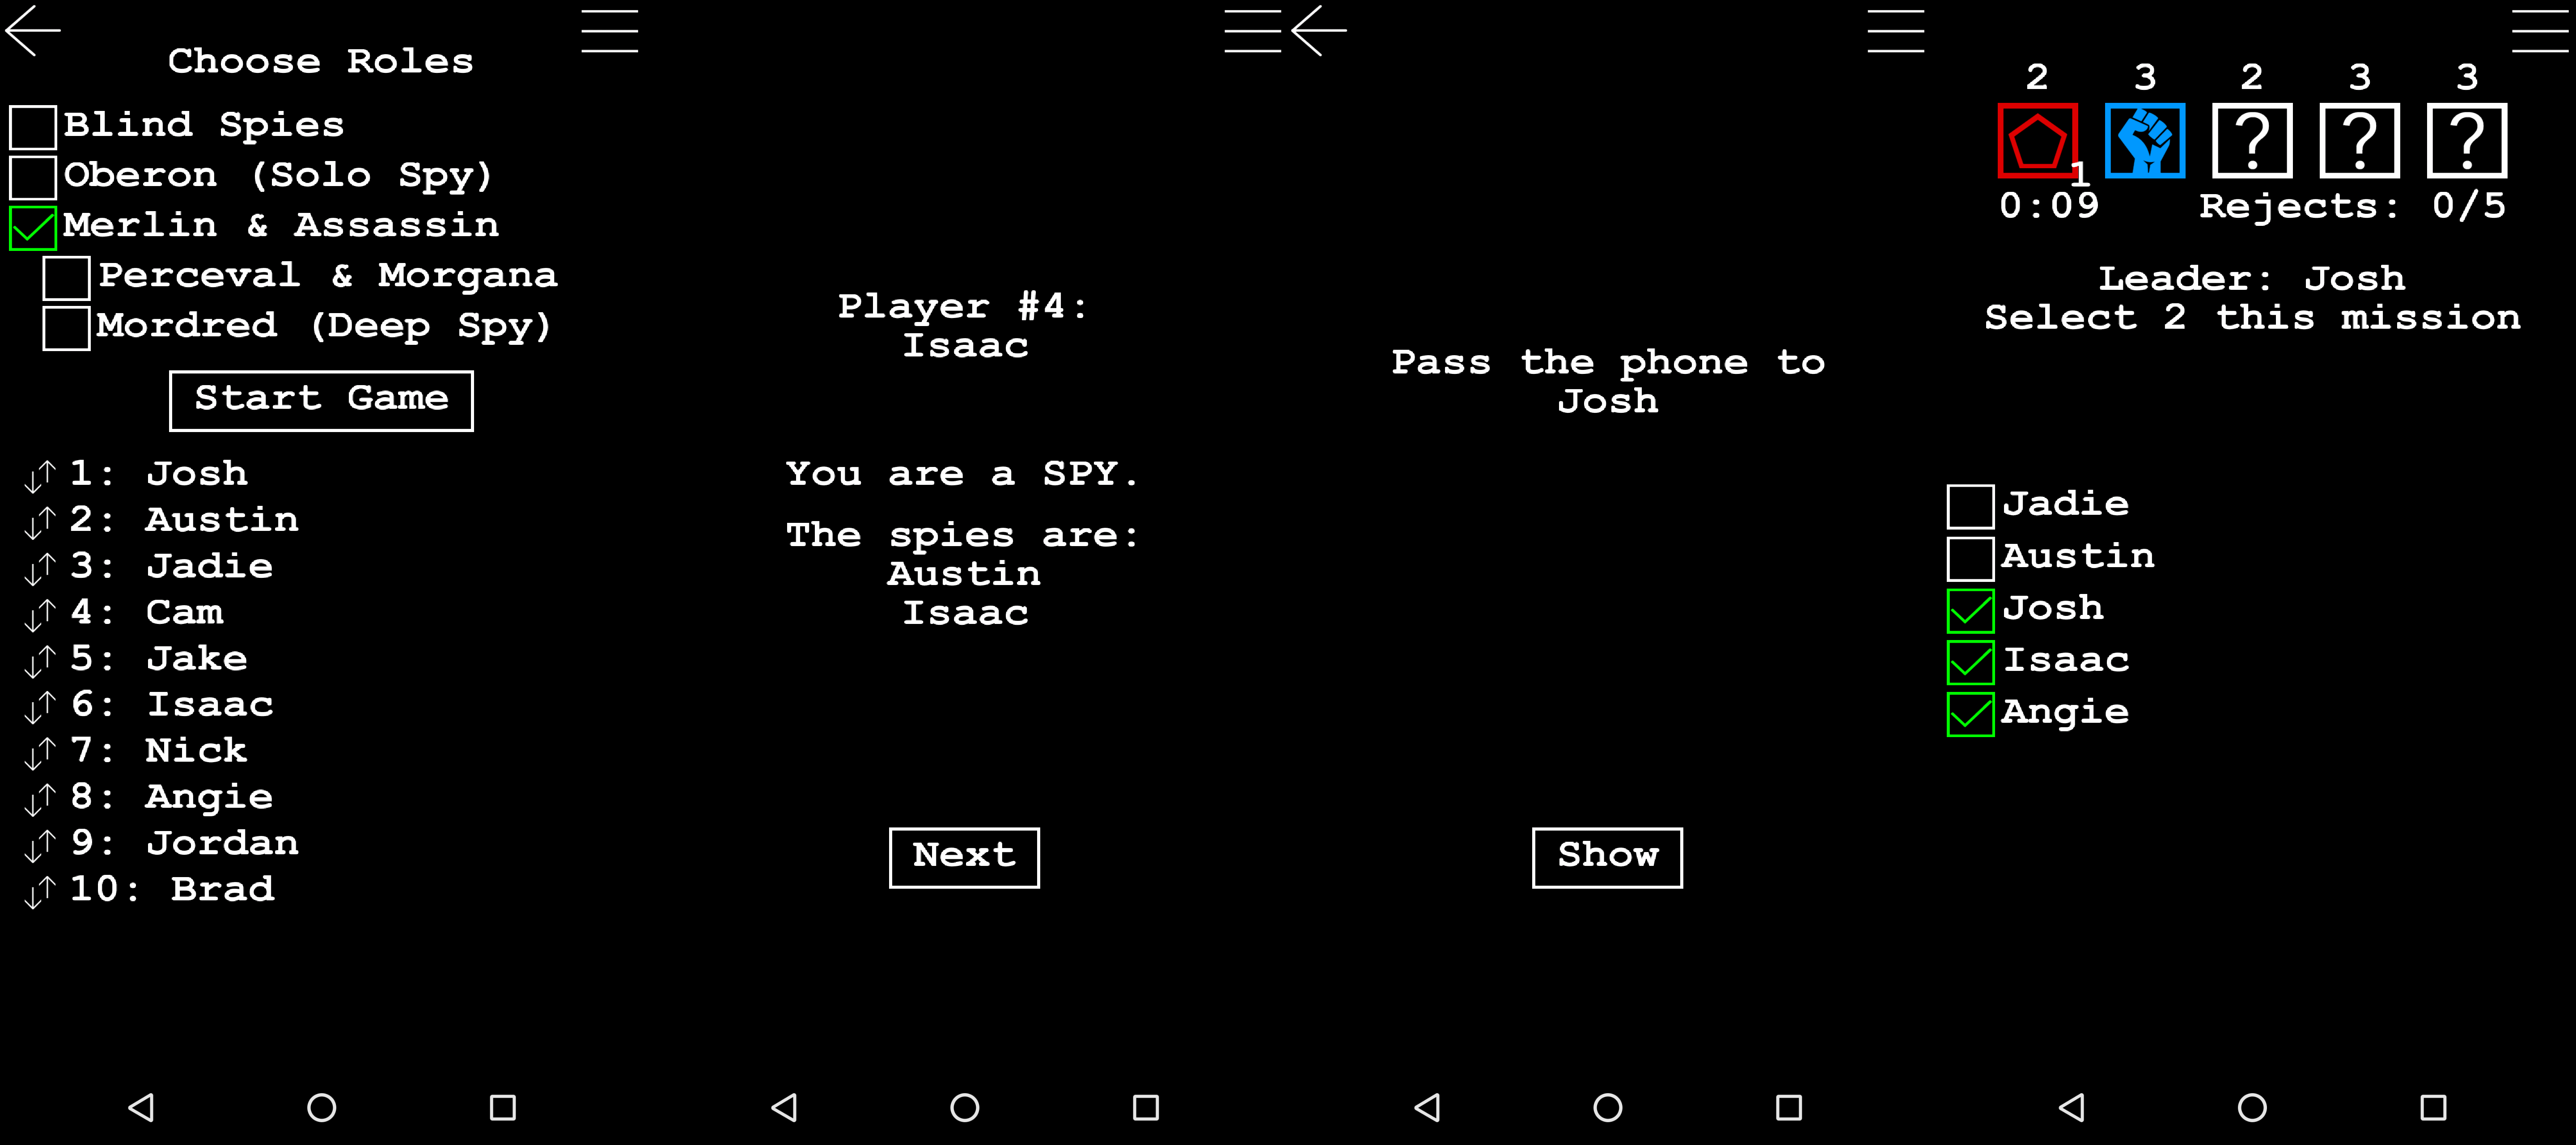 Choose Roles
Blind Spies
Oberon (Solo Spy)
Merlin & Assassin
Perceval & Morgana
Mordred (Deep Spy)
Start Game
1: Josh
2: Austin
3: Jadie
4: Cam
5: Jake
6: Isaac
7: Nick
8: Angie
9: Jordan
10: Brad
Player #4:
Isaac
You are a SPY.
The spies are:
Austin
Isaac
Next
Pass the phone to
Josh
Show
2 3 2 3 3
? ? ?
1
0:09 Rejects: 0/5
Leader: Josh
Select 2 this mission
Jadie
Austin
Josh
Isaac
Angie